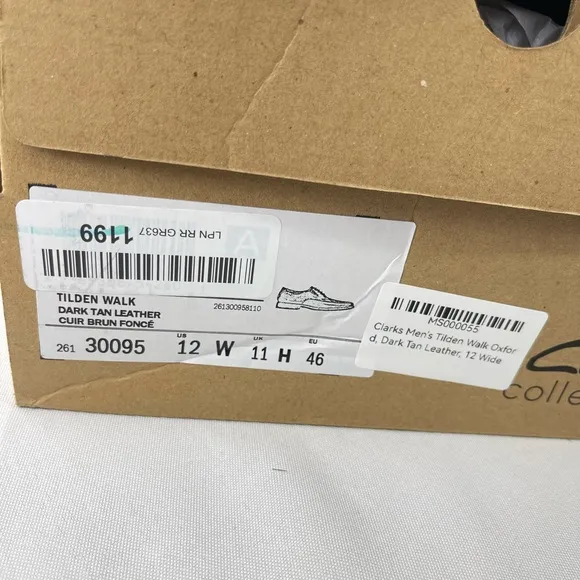 LPN RR GR637
1199
A
TILDEN WALK
DARK TAN LEATHER
CUIR BRUN FONCÉ
261300958110
US UK EU
261 30095 12 W 11 H 46
MS000055
Clarks Men's Tilden Walk Oxfor
d, Dark Tan Leather, 12 Wide
colle